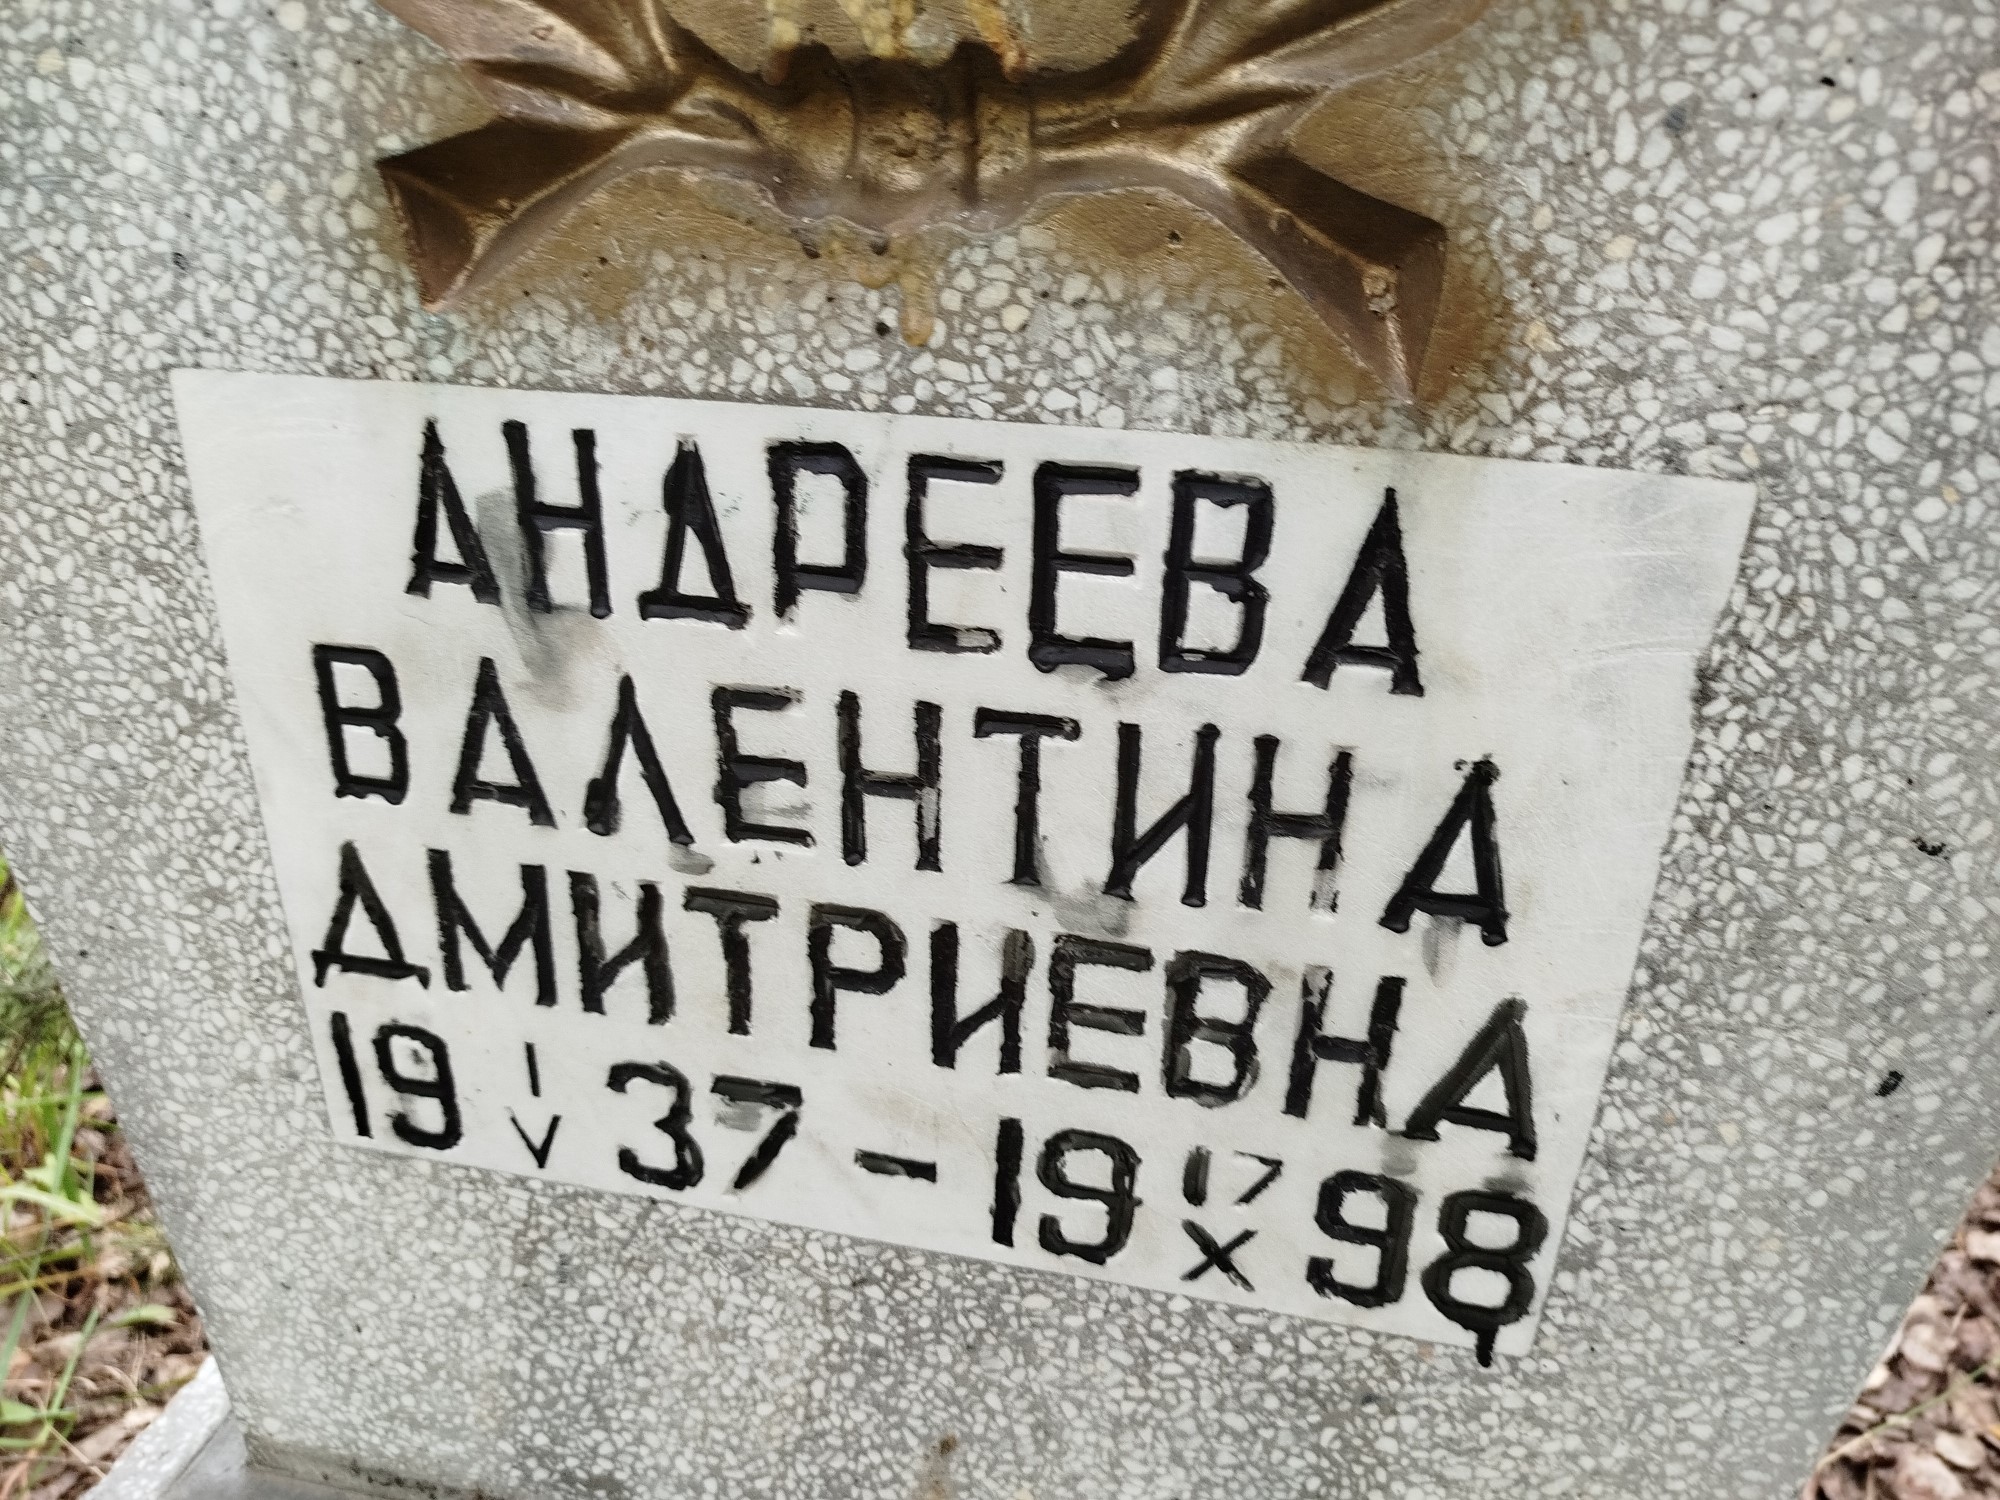 АНДРЕЕВА
ВАЛЕНТИНА
ДМИТРИЕВНА
19 I/V 37 - 19 17/X 98